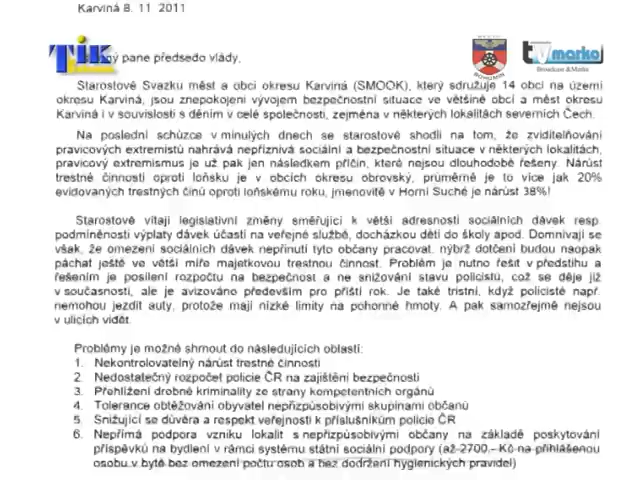 Karviná 8. 11 2011
TiK
ný pane předsedo vlády,
BOHUMÍN
tvmarko
Broadcast & Media
Starostové Svazku měst a obcí okresu Karviná (SMOOK), který sdružuje 14 obcí na území
okresu Karviná, jsou znepokojeni vývojem bezpečnostní situace ve většině obcí a měst okresu
Karviná i v souvislosti s děním v celé společnosti, zejména v některých lokalitách severních Čech.
Na poslední schůzce v minulých dnech se starostové shodli na tom, že zviditelňování
pravicových extremistů nahrává nepříznivá sociální a bezpečnostní situace v některých lokalitách,
pravicový extremismus je už pak jen následkem příčin, které nejsou dlouhodobě řešeny. Nárůst
trestné činnosti oproti loňsku je v obcích okresu obrovský, průměrně je to více jak 20%
evidovaných trestných činů oproti loňskému roku, jmenovitě v Horní Suché je nárůst 38%!
Starostové vítají legislativní změny směřující k větší adresnosti sociálních dávek resp.
podmíněnosti výplaty dávek účastí na veřejné službě, docházkou dětí do školy apod. Domnívají se
však, že omezení sociálních dávek nepřinutí tyto občany pracovat, nýbrž dotčení budou naopak
páchat ještě ve větší míře majetkovou trestnou činnost. Problém je nutno řešit v předstihu a
řešením je posílení rozpočtu na bezpečnost a ne snižování stavu policistů, což se děje již
v současnosti, ale je avizováno především pro příští rok. Je také tristní, když policisté např.
nemohou jezdit auty, protože mají nízké limity na pohonné hmoty. A pak samozřejmě nejsou
v ulicích vidět.
Problémy je možné shrnout do následujících oblastí:
1. Nekontrolovatelný nárůst trestné činnosti
2. Nedostatečný rozpočet policie ČR na zajištění bezpečnosti
3. Přehlížení drobné kriminality ze strany kompetentních orgánů
4. Tolerance obtěžování obyvatel nepřizpůsobivými skupinami občanů
5. Snižující se důvěra a respekt veřejnosti k příslušníkům policie ČR
6. Nepřímá podpora vzniku lokalit s nepřizpůsobivými občany na základě poskytování
příspěvků na bydlení v rámci systému státní sociální podpory (až 2700,- Kč na přihlášenou
osobu v bytě bez omezení počtu osob a bez dodržení hygienických pravidel)